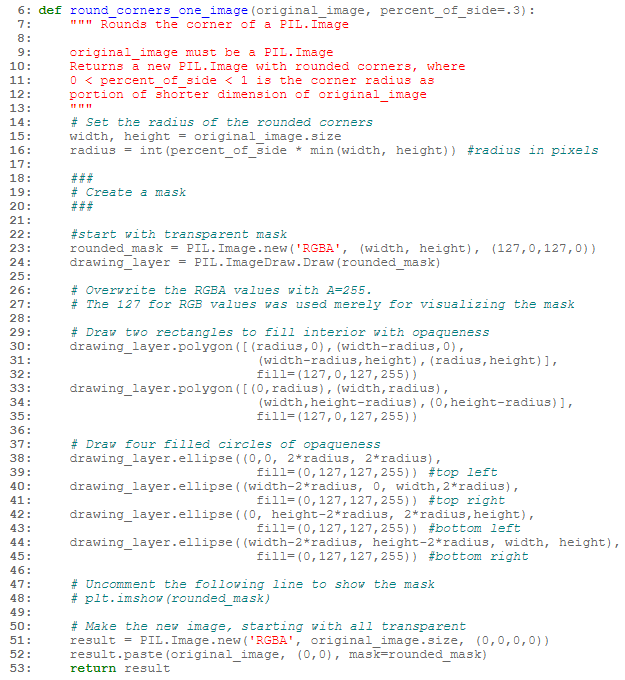 6: def round_corners_one_image(original_image, percent_of_side=.3):
7:     """ Rounds the corner of a PIL.Image
8:
9:     original_image must be a PIL.Image
10:     Returns a new PIL.Image with rounded corners, where
11:     0 < percent_of_side < 1 is the corner radius as
12:     portion of shorter dimension of original_image
13:     """
14:     # Set the radius of the rounded corners
15:     width, height = original_image.size
16:     radius = int(percent_of_side * min(width, height)) #radius in pixels
17:
18:     ###
19:     # Create a mask
20:     ###
21:
22:     #start with transparent mask
23:     rounded_mask = PIL.Image.new('RGBA', (width, height), (127,0,127,0))
24:     drawing_layer = PIL.ImageDraw.Draw(rounded_mask)
25:
26:     # Overwrite the RGBA values with A=255.
27:     # The 127 for RGB values was used merely for visualizing the mask
28:
29:     # Draw two rectangles to fill interior with opaqueness
30:     drawing_layer.polygon([(radius,0),(width-radius,0),
31:                             (width-radius,height),(radius,height)],
32:                             fill=(127,0,127,255))
33:     drawing_layer.polygon([(0,radius),(width,radius),
34:                             (width,height-radius),(0,height-radius)],
35:                             fill=(127,0,127,255))
36:
37:     # Draw four filled circles of opaqueness
38:     drawing_layer.ellipse((0,0, 2*radius, 2*radius),
39:                             fill=(0,127,127,255)) #top left
40:     drawing_layer.ellipse((width-2*radius, 0, width,2*radius),
41:                             fill=(0,127,127,255)) #top right
42:     drawing_layer.ellipse((0, height-2*radius, 2*radius,height),
43:                             fill=(0,127,127,255)) #bottom left
44:     drawing_layer.ellipse((width-2*radius, height-2*radius, width, height),
45:                             fill=(0,127,127,255)) #bottom right
46:
47:     # Uncomment the following line to show the mask
48:     # plt.imshow(rounded_mask)
49:
50:     # Make the new image, starting with all transparent
51:     result = PIL.Image.new('RGBA', original_image.size, (0,0,0,0))
52:     result.paste(original_image, (0,0), mask=rounded_mask)
53:     return result